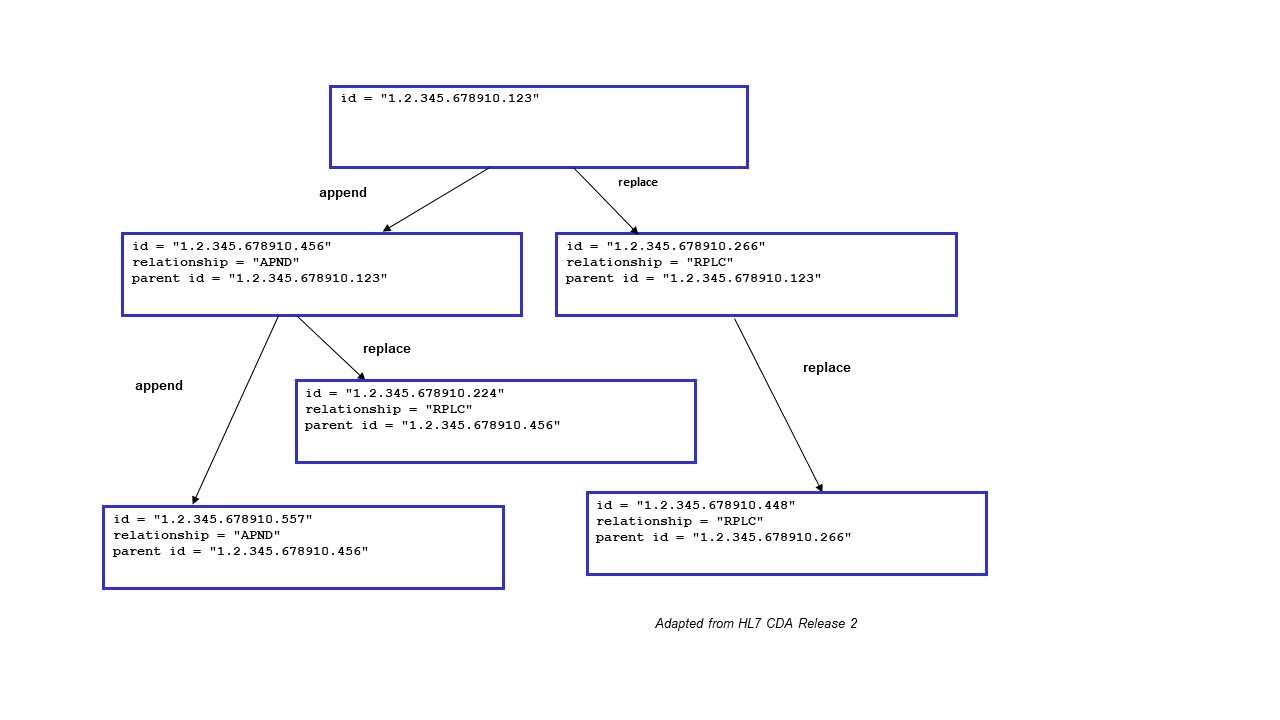 id = "1.2.345.678910.123"
append
replace
id = "1.2.345.678910.456"
relationship = "APND"
parent id = "1.2.345.678910.123"
id = "1.2.345.678910.266"
relationship = "RPLC"
parent id = "1.2.345.678910.123"
replace
append
replace
id = "1.2.345.678910.224"
relationship = "RPLC"
parent id = "1.2.345.678910.456"
id = "1.2.345.678910.557"
relationship = "APND"
parent id = "1.2.345.678910.456"
id = "1.2.345.678910.448"
relationship = "RPLC"
parent id = "1.2.345.678910.266"
Adapted from HL7 CDA Release 2